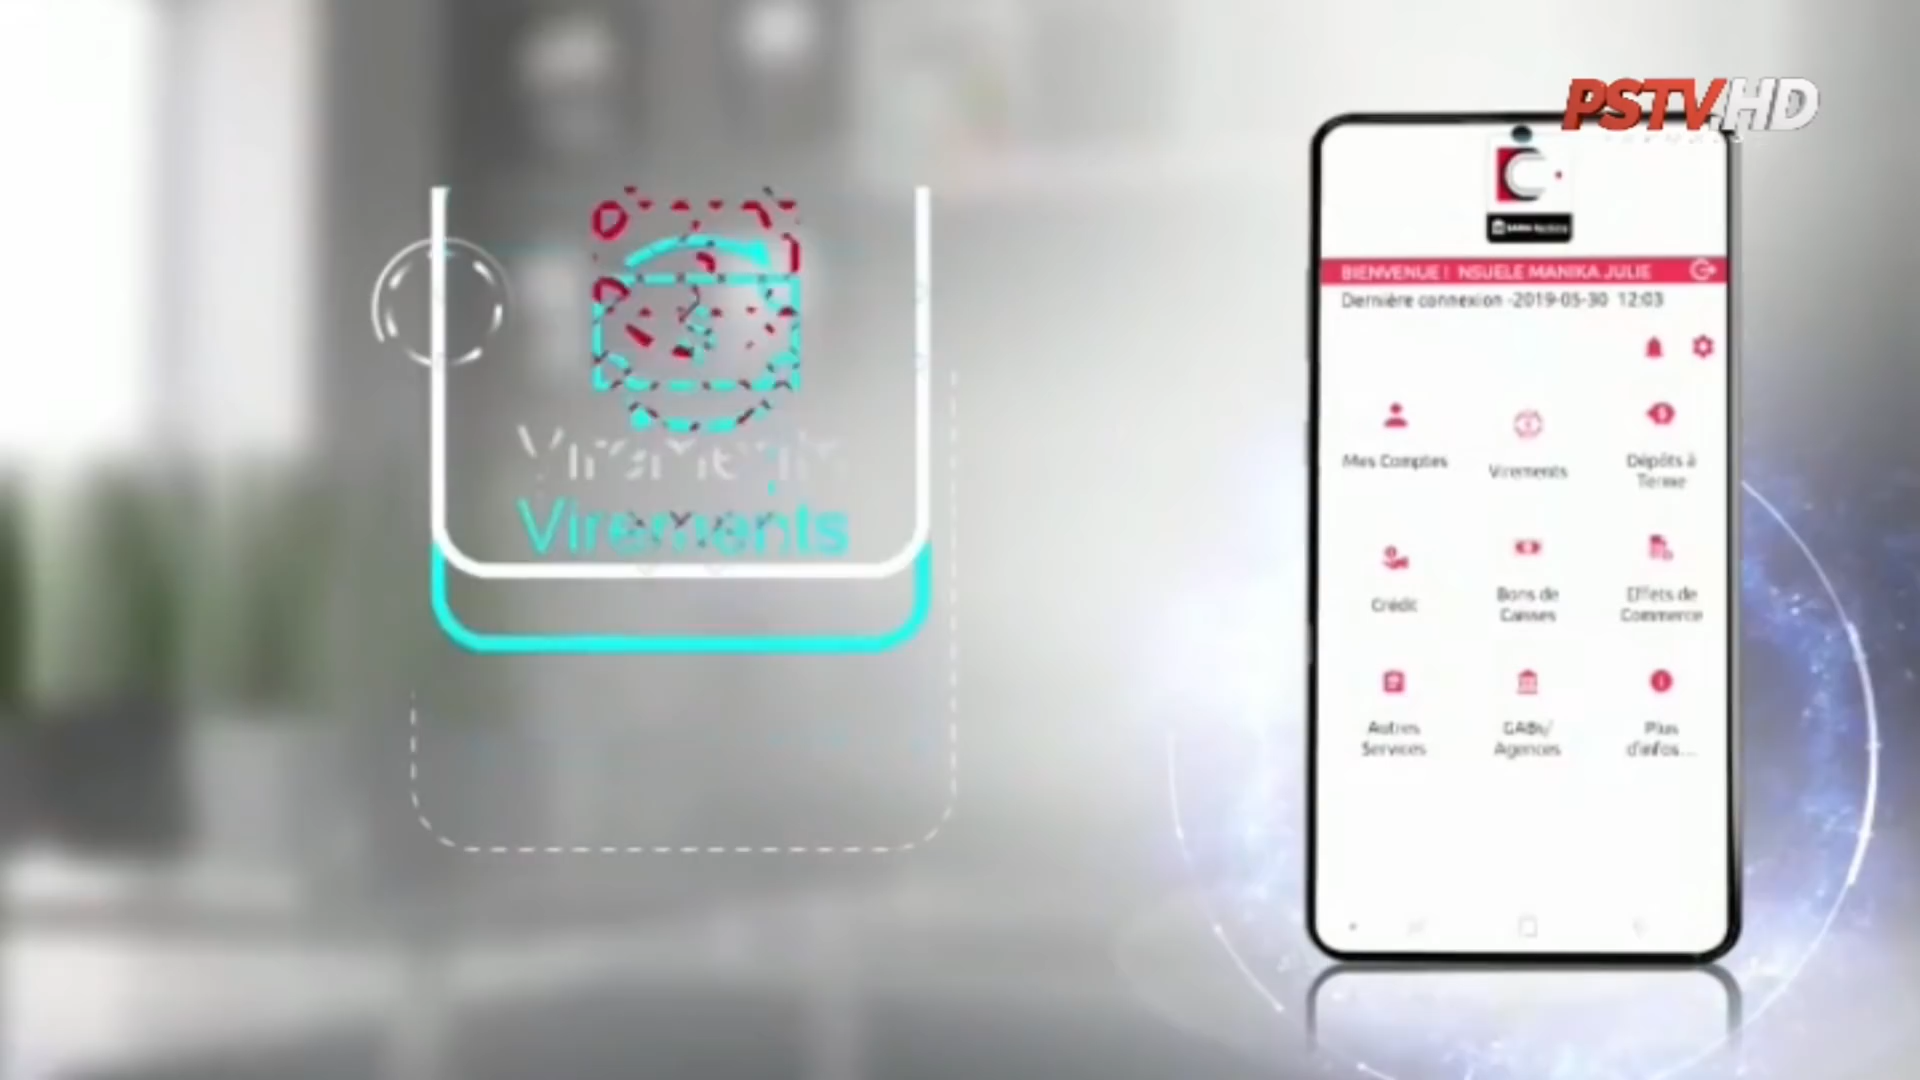 PSTV.HD
Virements
Virements
BIENVENUE ! NSUELE MANIKA JULIE
Dernière connexion -2019-05-30 12:03
Mes Comptes
Virements
Dépôts à
Terme
Crédit
Bons de
Caisses
Effets de
Commerce
Autres
Services
GABs/
Agences
Plus
d'infos...